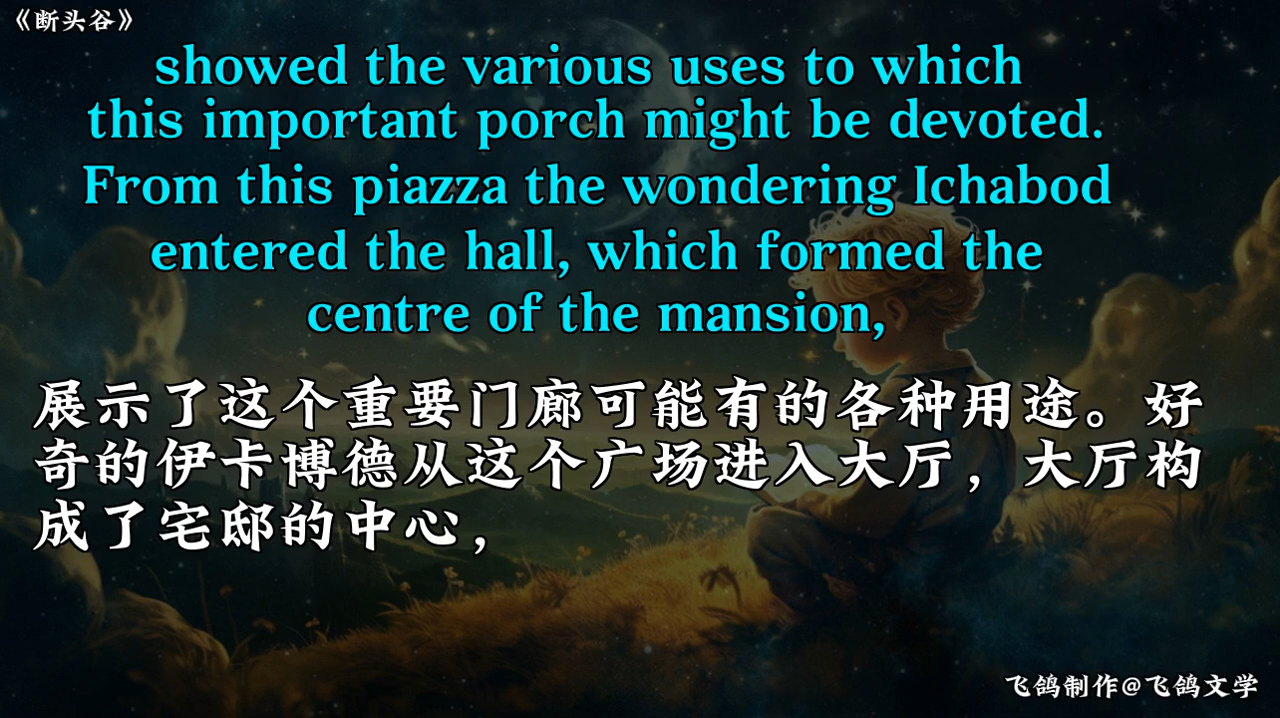 《断头谷》
showed the various uses to which
this important porch might be devoted.
From this piazza the wondering Ichabod
entered the hall, which formed the
centre of the mansion,
展示了这个重要门廊可能有的各种用途。好
奇的伊卡博德从这个广场进入大厅，大厅构
成了宅邸的中心，
飞鸽制作@飞鸽文学